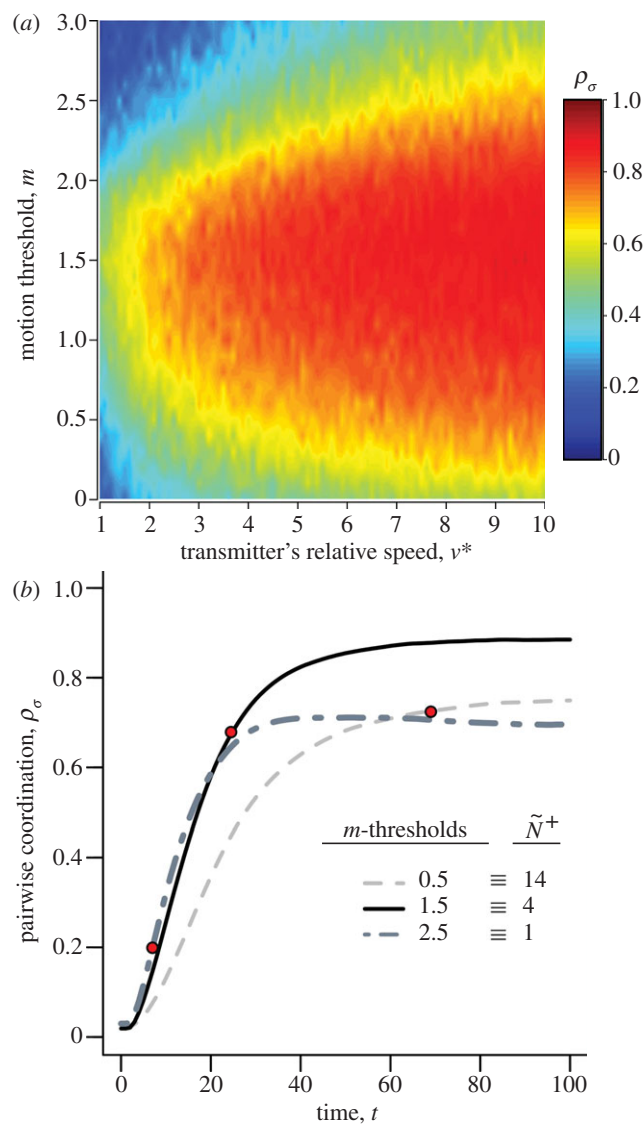 (a)
3.0
2.5
2.0
1.5
1.0
0.5
0
motion threshold, m
1 2 3 4 5 6 7 8 9 10
transmitter's relative speed, v*
ρσ
1.0
0.8
0.6
0.4
0.2
0
(b)
1.0
0.8
0.6
0.4
0.2
0
pairwise coordination, ρσ
m-thresholds Ñ+
0.5 ≡ 14
1.5 ≡ 4
2.5 ≡ 1
0 20 40 60 80 100
time, t